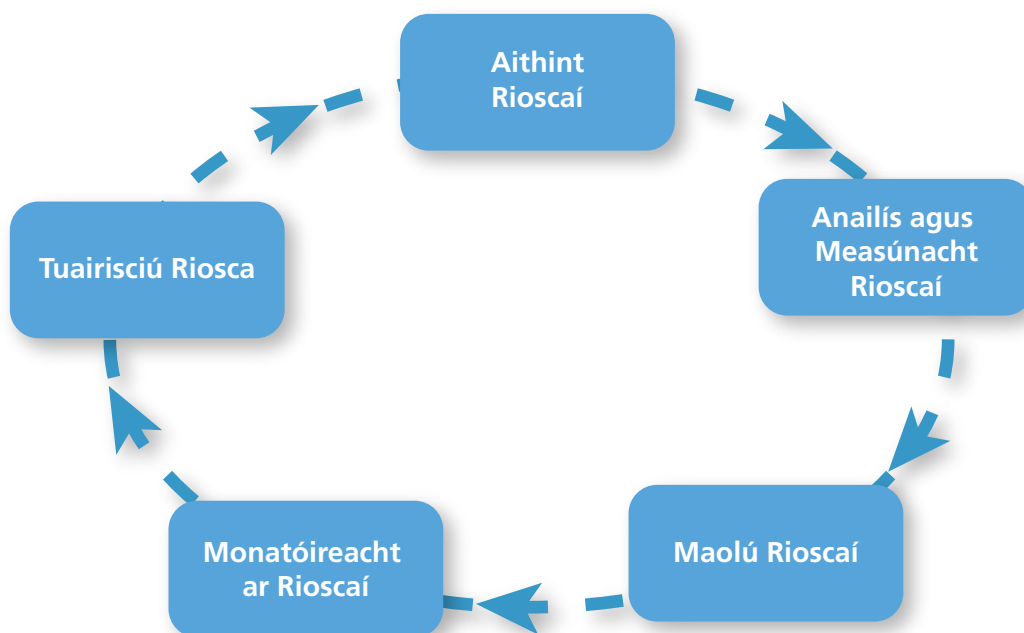 Aithint
Rioscaí
Anailís agus
Measúnacht
Rioscaí
Maolú Rioscaí
Monatóireacht
ar Rioscaí
Tuairisciú Riosca